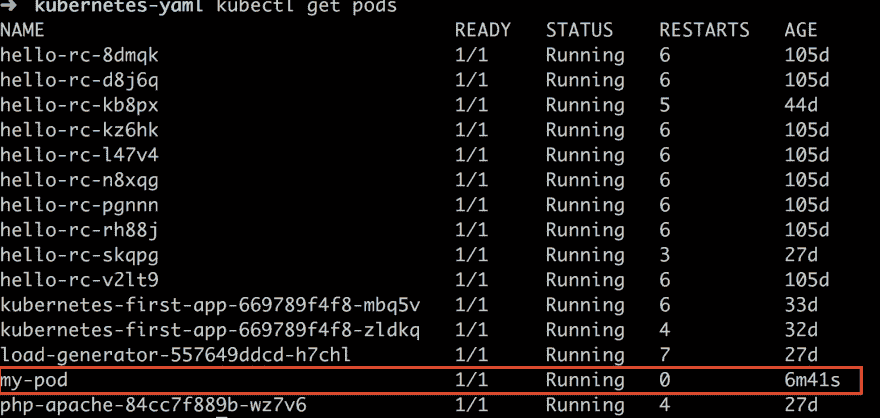 ➜ kubernetes-yaml kubectl get pods
NAME READY STATUS RESTARTS AGE
hello-rc-8dmqk 1/1 Running 6 105d
hello-rc-d8j6q 1/1 Running 6 105d
hello-rc-kb8px 1/1 Running 5 44d
hello-rc-kz6hk 1/1 Running 6 105d
hello-rc-l47v4 1/1 Running 6 105d
hello-rc-n8xqg 1/1 Running 6 105d
hello-rc-pgnnn 1/1 Running 6 105d
hello-rc-rh88j 1/1 Running 6 105d
hello-rc-skqpg 1/1 Running 3 27d
hello-rc-v2lt9 1/1 Running 6 105d
kubernetes-first-app-669789f4f8-mbq5v 1/1 Running 6 33d
kubernetes-first-app-669789f4f8-zldkq 1/1 Running 4 32d
load-generator-557649ddcd-h7chl 1/1 Running 7 27d
my-pod 1/1 Running 0 6m41s
php-apache-84cc7f889b-wz7v6 1/1 Running 4 27d